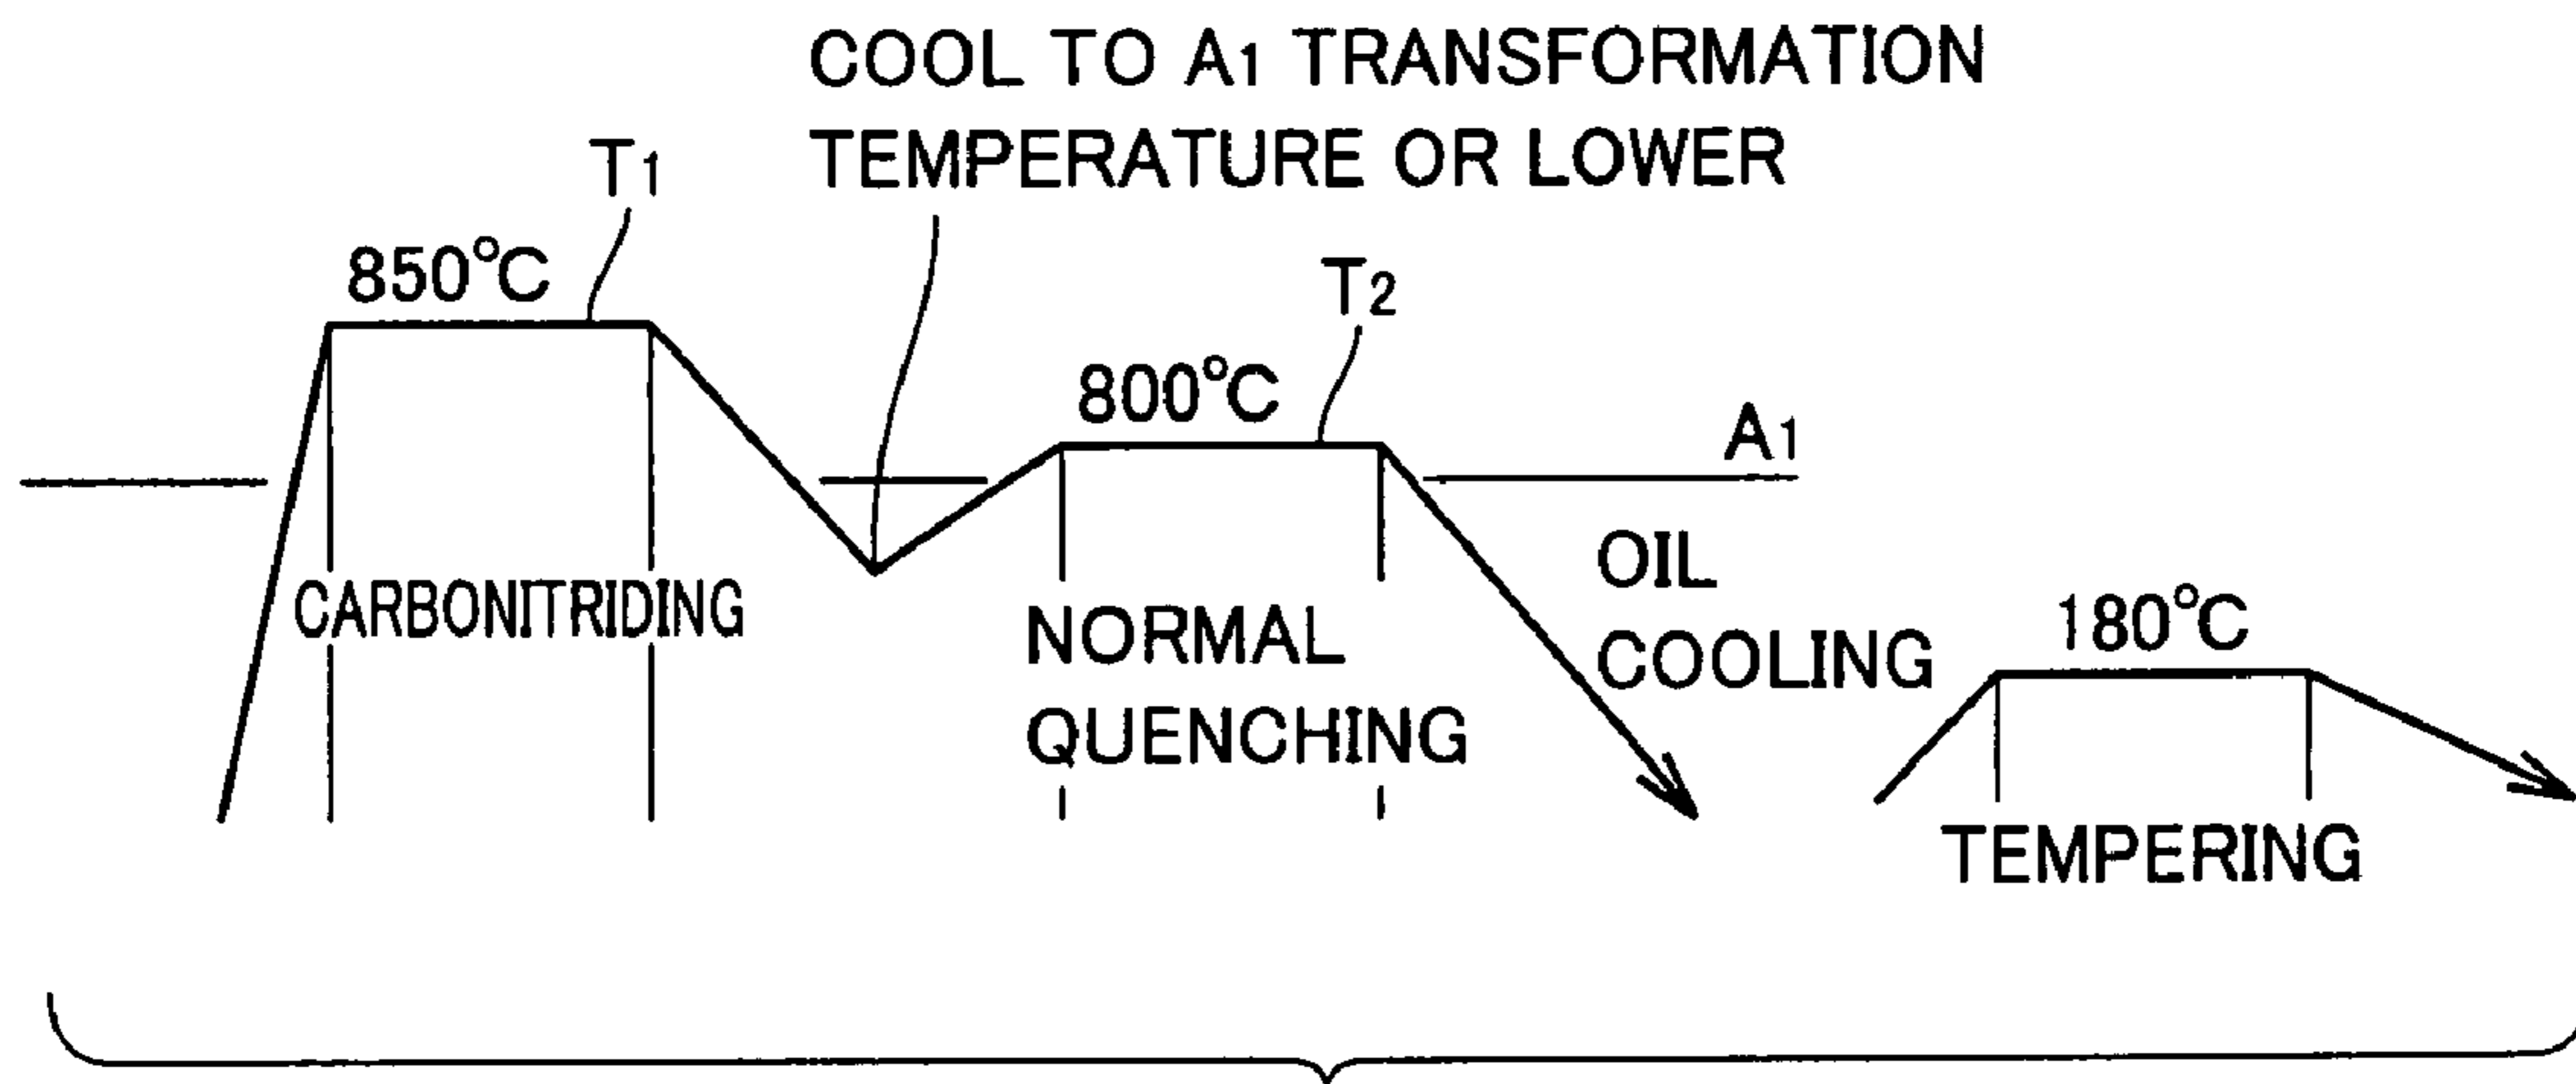 COOL TO A1 TRANSFORMATION
TEMPERATURE OR LOWER
T1
850°C
T2
800°C
A1
OIL
COOLING
CARBONITRIDING
NORMAL
QUENCHING
180°C
TEMPERING